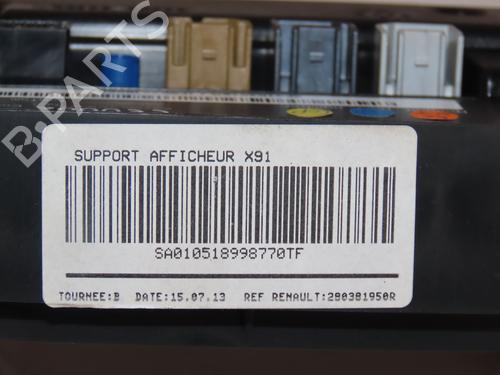 B-PARTS
SUPPORT AFFICHEUR X91
SA010518998770TF
TOURNEE:B DATE:15.07.13 REF RENAULT:280381950R